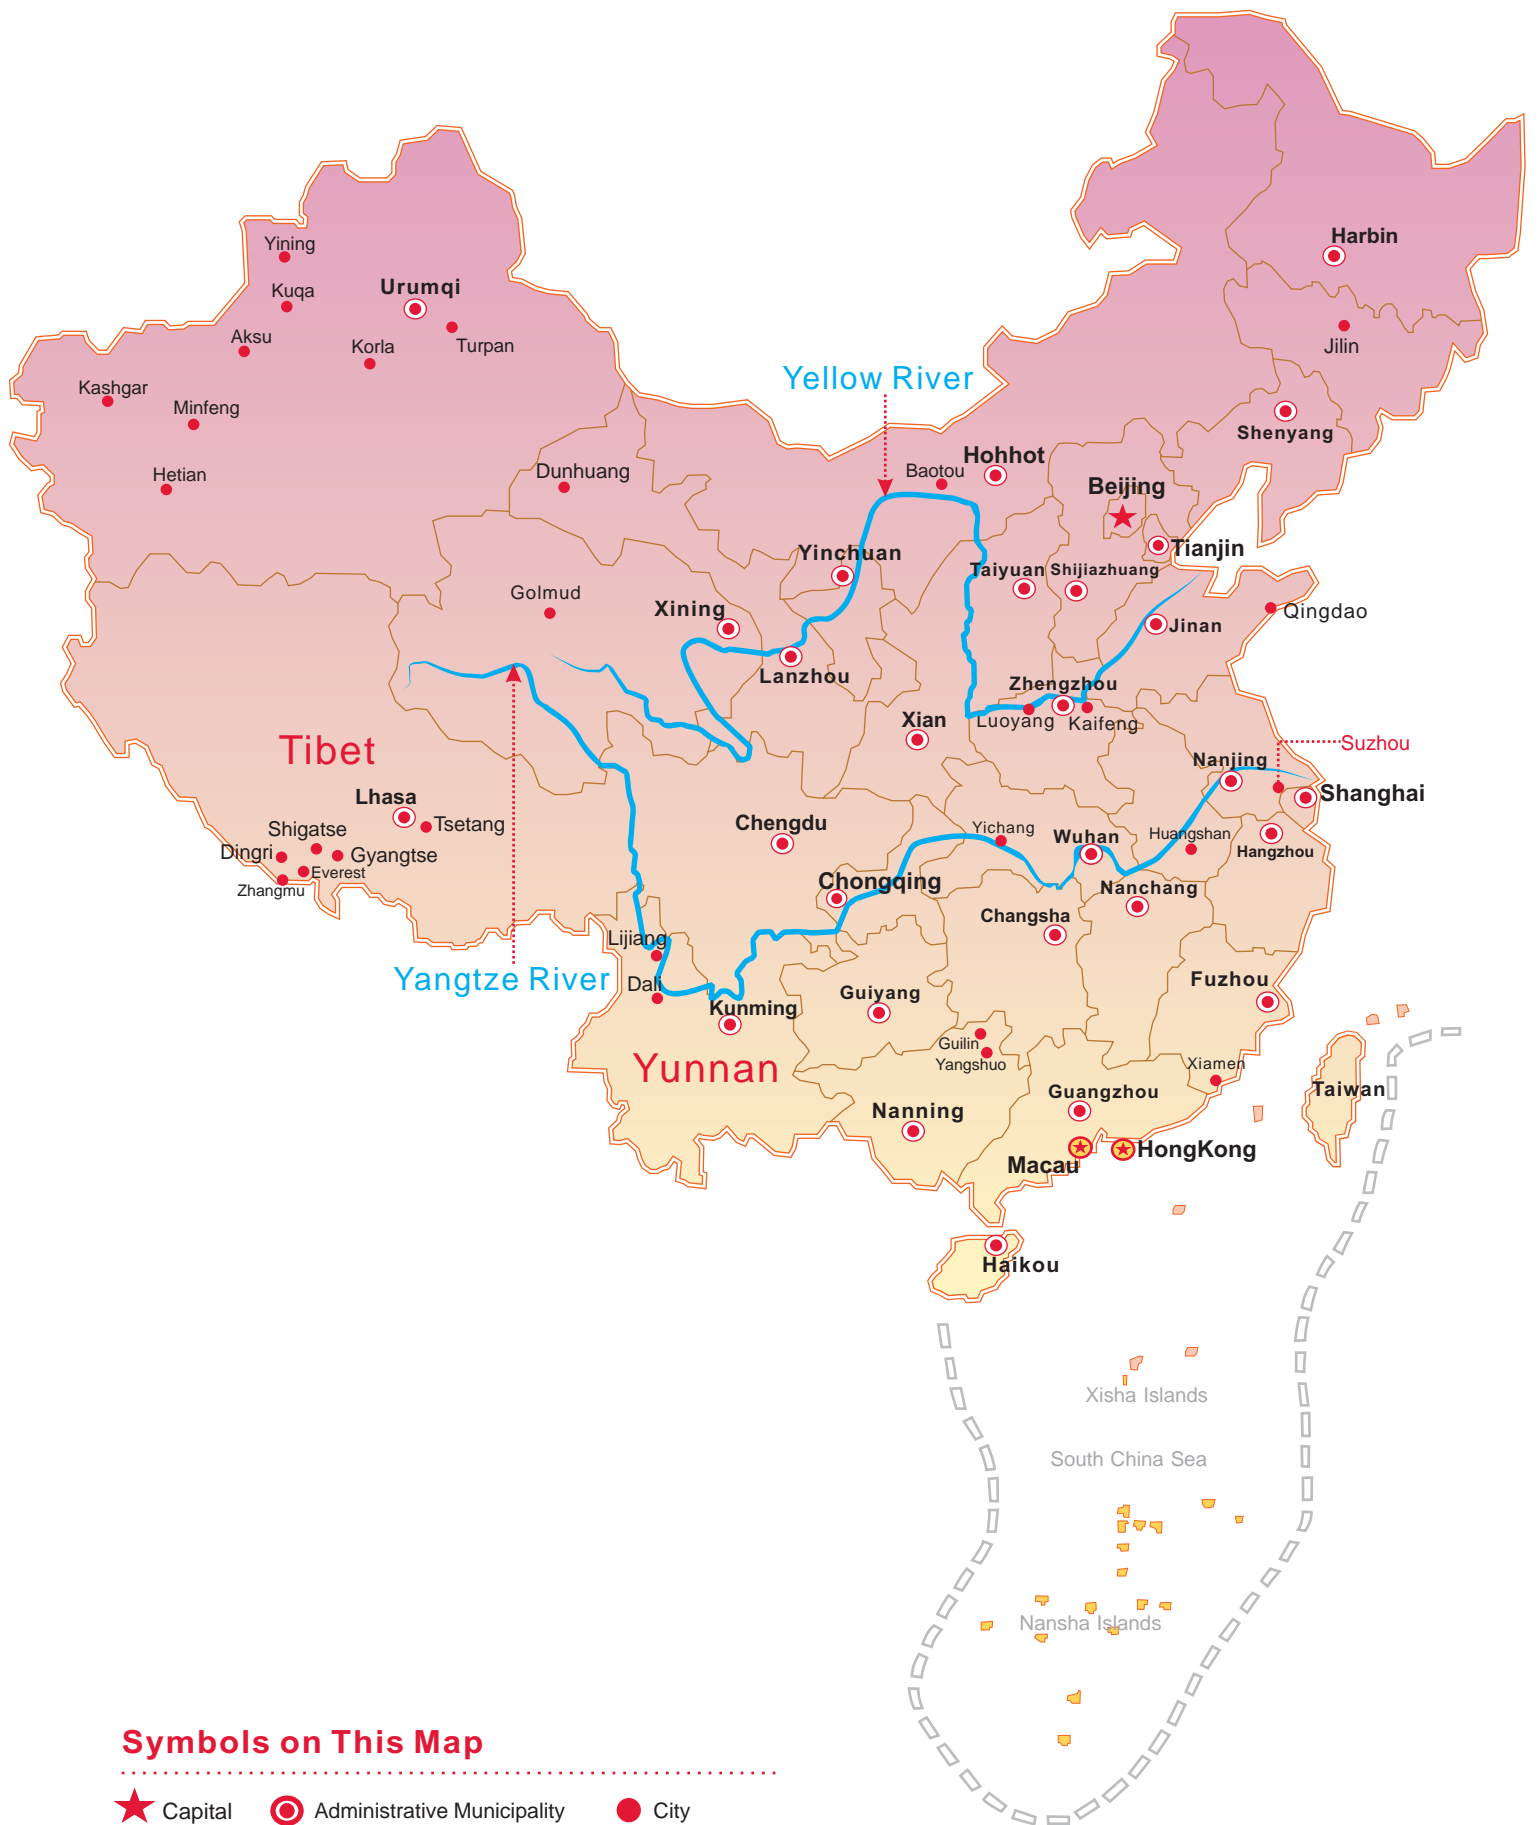 Harbin
Yining
Kuqa
Urumqi
Aksu
Korla
Turpan
Jilin
Yellow River
Kashgar
Minfeng
Shenyang
Hohhot
Baotou
Dunhuang
Hetian
Beijing
Tianjin
Yinchuan
Taiyuan
Shijiazhuang
Golmud
Xining
Qingdao
Jinan
Lanzhou
Zhengzhou
Xian
Luoyang
Kaifeng
Tibet
Suzhou
Nanjing
Lhasa
Shanghai
Tsetang
Chengdu
Shigatse
Yichang
Wuhan
Huangshan
Dingri
Gyangtse
Hangzhou
Everest
Zhangmu
Chongqing
Nanchang
Changsha
Lijiang
Yangtze River
Dali
Guiyang
Fuzhou
Kunming
Guilin
Yangshuo
Yunnan
Xiamen
Taiwan
Guangzhou
Nanning
Macau
HongKong
Haikou
Xisha Islands
South China Sea
Nansha Islands
Symbols on This Map
Capital
Administrative Municipality
City